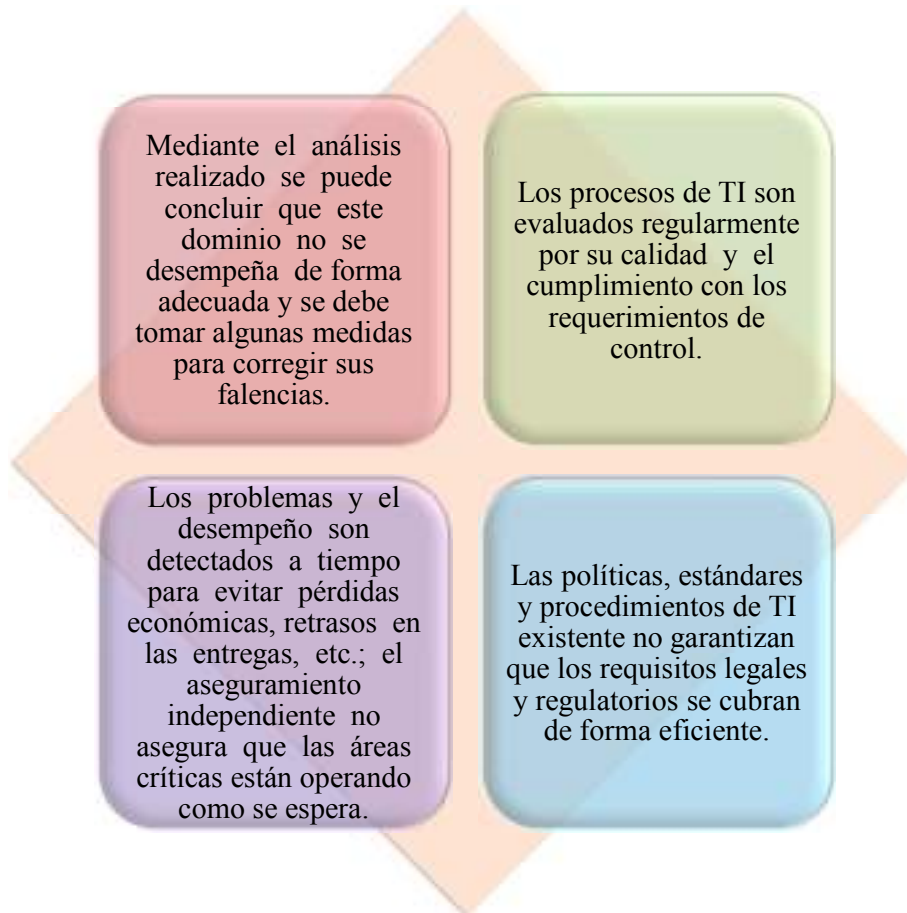 Mediante el análisis
realizado se puede
concluir que este
dominio no se
desempeña de forma
adecuada y se debe
tomar algunas medidas
para corregir sus
falencias.
Los procesos de TI son
evaluados regularmente
por su calidad y el
cumplimiento con los
requerimientos de
control.
Los problemas y el
desempeño son
detectados a tiempo
para evitar pérdidas
económicas, retrasos en
las entregas, etc.; el
aseguramiento
independiente no
asegura que las áreas
críticas están operando
como se espera.
Las políticas, estándares
y procedimientos de TI
existente no garantizan
que los requisitos legales
y regulatorios se cubran
de forma eficiente.